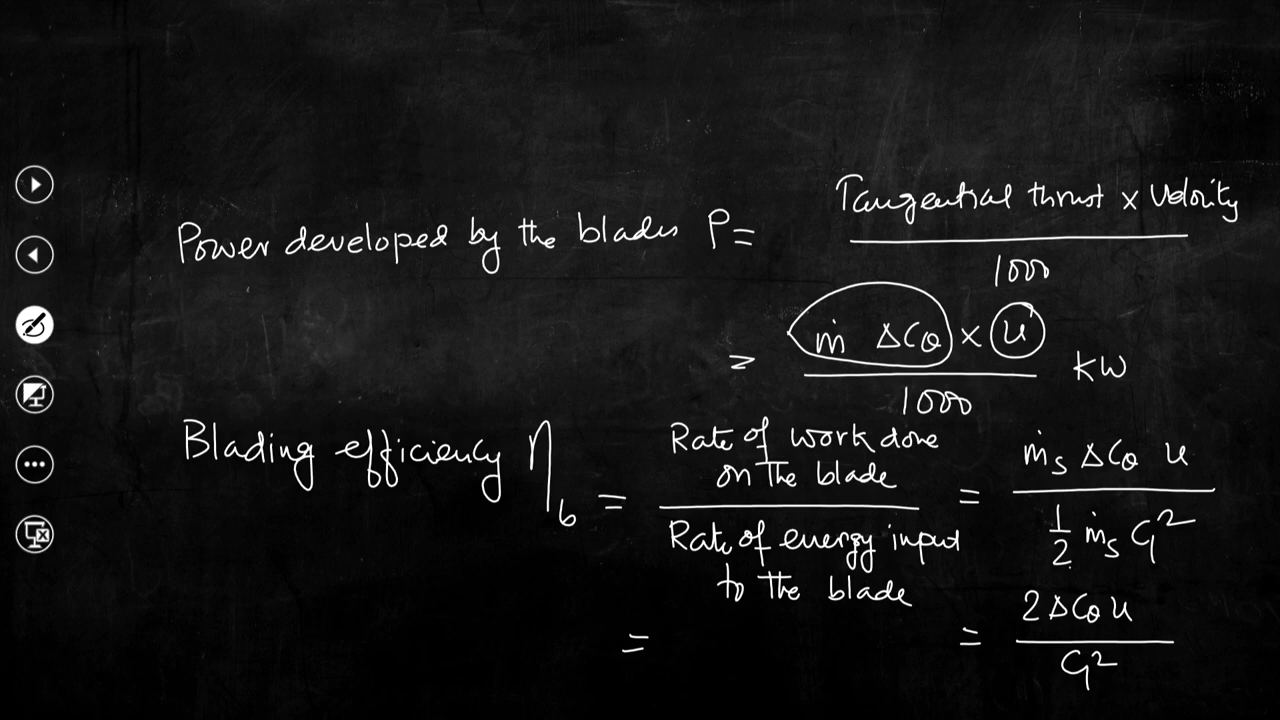 Power developed by the blades P = Tangential thrust x Velocity / 1000
= ṁ ΔCθ × u / 1000 kW
Blading efficiency ηb = Rate of work done on the blade / Rate of energy input to the blade = ṁs ΔCθ u / ½ ṁs C₁²
= = 2ΔCθ u / C₁²